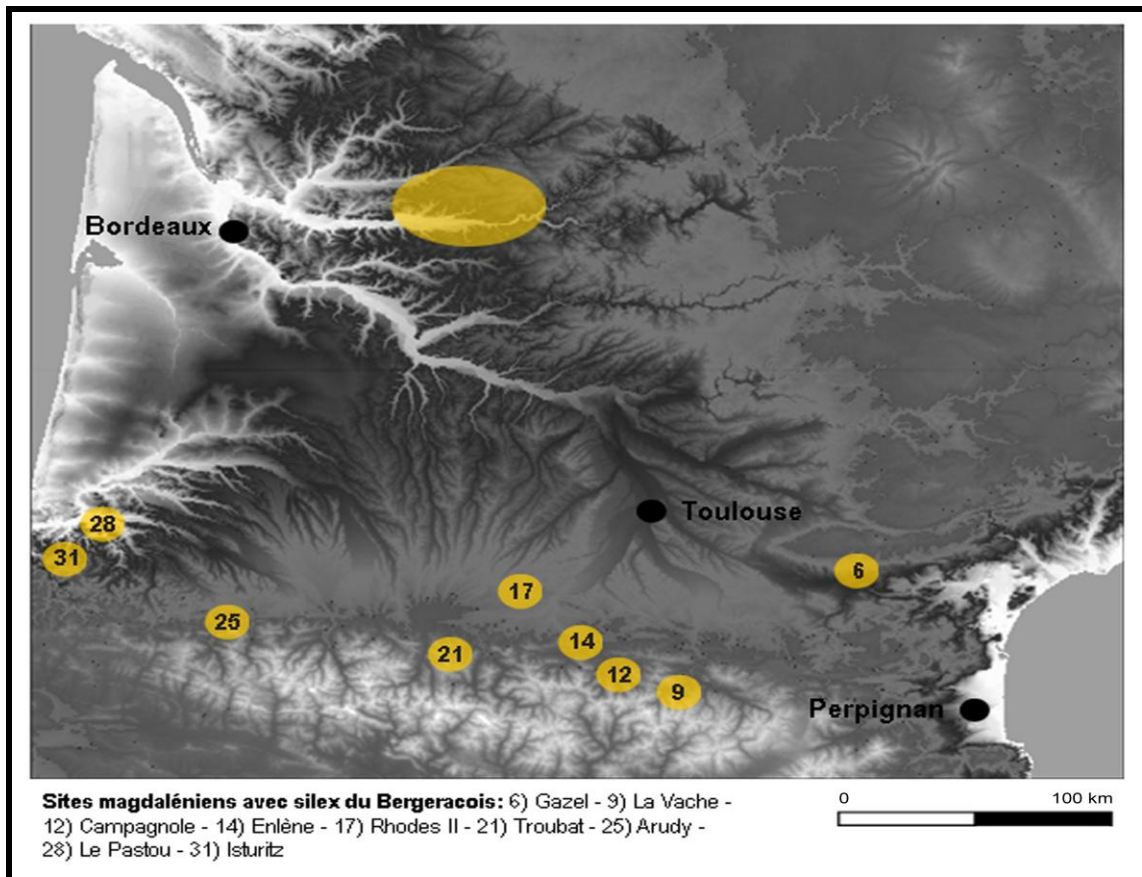 Bordeaux
28
31
Toulouse
6
17
25
14
21
12
9
Perpignan
Sites magdaléniens avec silex du Bergeracois: 6) Gazel - 9) La Vache -
12) Campagnole - 14) Enlène - 17) Rhodes II - 21) Troubat - 25) Arudy -
28) Le Pastou - 31) Isturitz
0 100 km